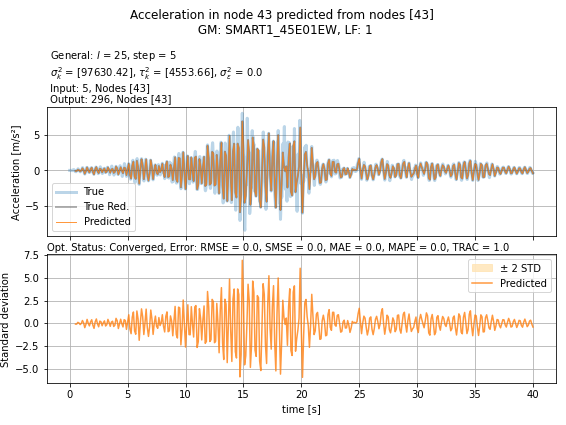 Acceleration in node 43 predicted from nodes [43]
GM: SMART1_45E01EW, LF: 1
General: l = 25, step = 5
σ²ₖ = [97630.42], τ²ₖ = [4553.66], σ²_ε = 0.0
Input: 5, Nodes [43]
Output: 296, Nodes [43]
Acceleration [m/s²]
5
0
−5
True
True Red.
Predicted
Opt. Status: Converged, Error: RMSE = 0.0, SMSE = 0.0, MAE = 0.0, MAPE = 0.0, TRAC = 1.0
Standard deviation
7.5
5.0
2.5
0.0
−2.5
−5.0
± 2 STD
Predicted
0 5 10 15 20 25 30 35 40
time [s]